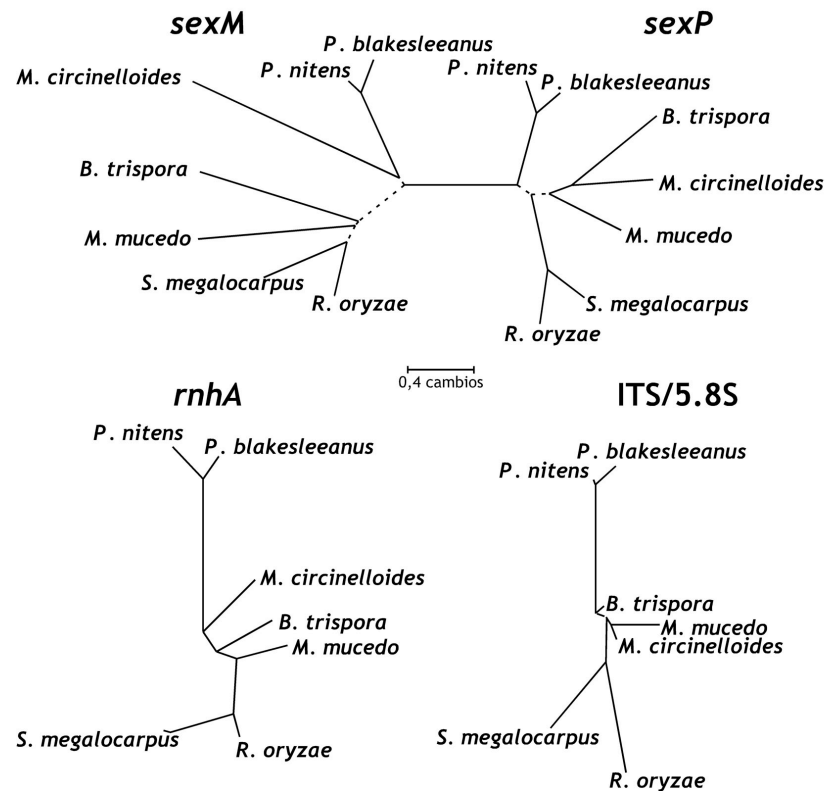 sexM
sexP
P. blakesleeanus
P. nitens
M. circinelloides
P. nitens
P. blakesleeanus
B. trispora
B. trispora
M. circinelloides
M. mucedo
M. mucedo
S. megalocarpus
R. oryzae
S. megalocarpus
R. oryzae
0,4 cambios
rnhA
ITS/5.8S
P. nitens
P. blakesleeanus
P. blakesleeanus
P. nitens
M. circinelloides
B. trispora
M. mucedo
B. trispora
M. mucedo
M. circinelloides
S. megalocarpus
R. oryzae
S. megalocarpus
R. oryzae